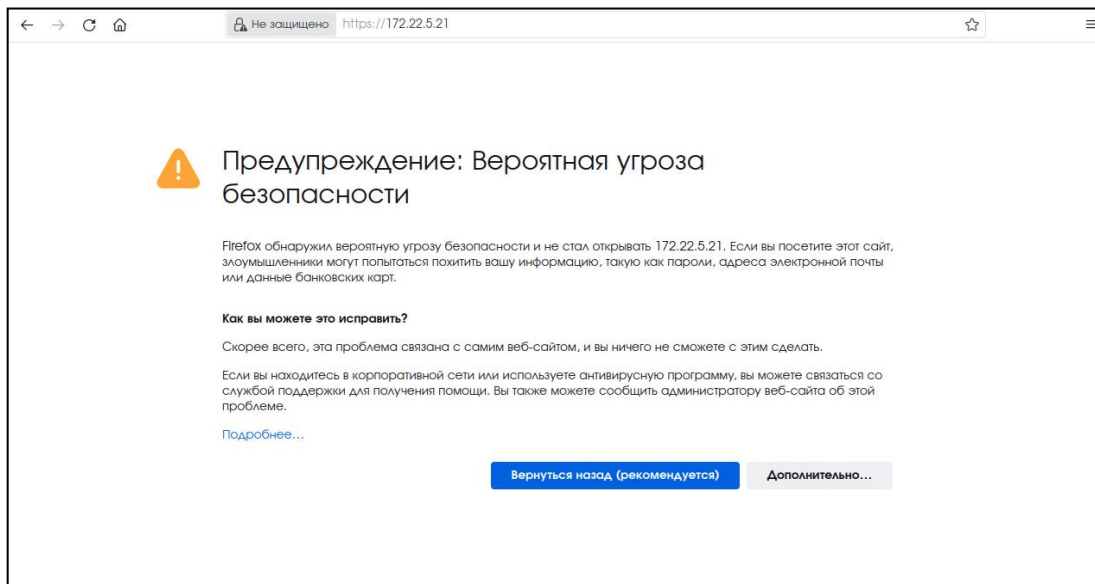 Не защищено https://172.22.5.21
Предупреждение: Вероятная угроза
безопасности
Firefox обнаружил вероятную угрозу безопасности и не стал открывать 172.22.5.21. Если вы посетите этот сайт,
злоумышленники могут попытаться похитить вашу информацию, такую как пароли, адреса электронной почты
или данные банковских карт.
Как вы можете это исправить?
Скорее всего, эта проблема связана с самим веб-сайтом, и вы ничего не сможете с этим сделать.
Если вы находитесь в корпоративной сети или используете антивирусную программу, вы можете связаться со
службой поддержки для получения помощи. Вы также можете сообщить администратору веб-сайта об этой
проблеме.
Подробнее...
Вернуться назад (рекомендуется) Дополнительно...